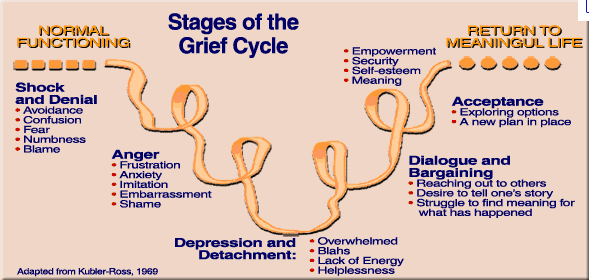 Stages of the
Grief Cycle
NORMAL
FUNCTIONING
RETURN TO
MEANINGUL LIFE
Shock
and Denial
• Avoidance
• Confusion
• Fear
• Numbness
• Blame
Anger
• Frustration
• Anxiety
• Imitation
• Embarrassment
• Shame
Depression and
Detachment:
• Overwhelmed
• Blahs
• Lack of Energy
• Helplessness
Dialogue and
Bargaining
• Reaching out to others
• Desire to tell one's story
• Struggle to find meaning for
what has happened
Acceptance
• Exploring options
• A new plan in place
• Empowerment
• Security
• Self-esteem
• Meaning
Adapted from Kubler-Ross, 1969